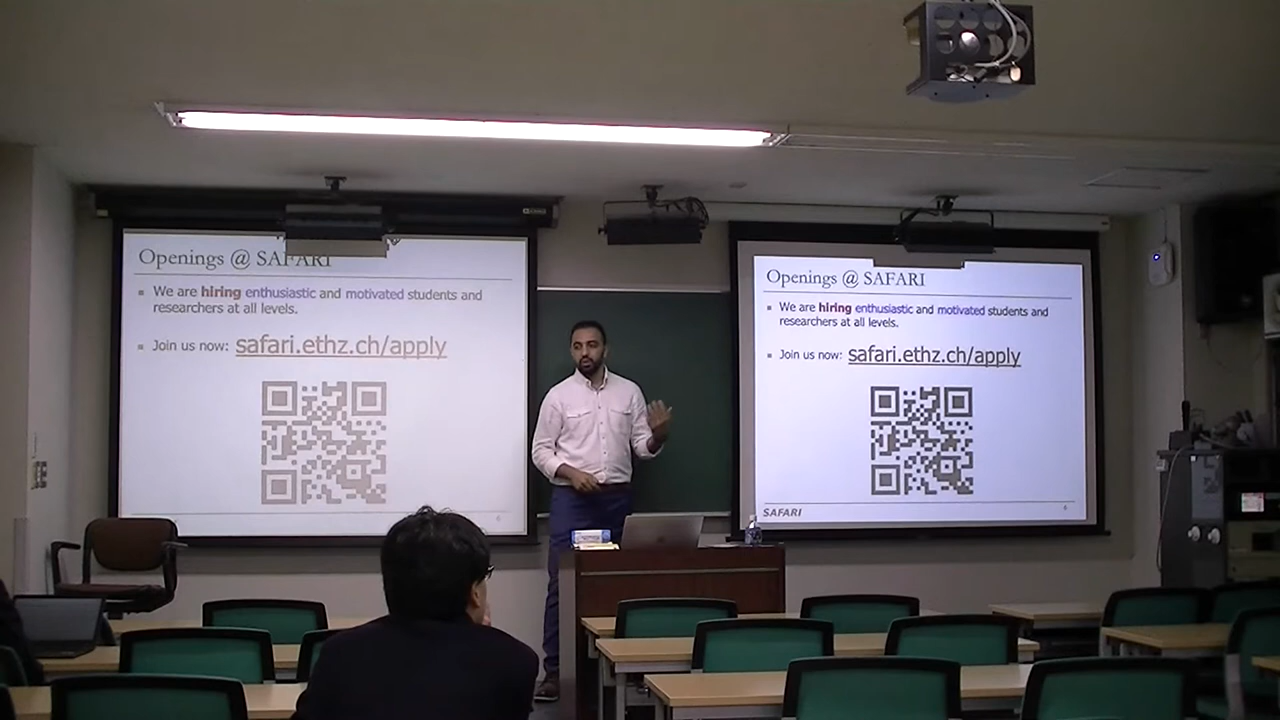 Openings @ SAFARI
We are hiring enthusiastic and motivated students and
researchers at all levels.
Join us now: safari.ethz.ch/apply
6
Openings @ SAFARI
We are hiring enthusiastic and motivated students and
researchers at all levels.
Join us now: safari.ethz.ch/apply
SAFARI
6